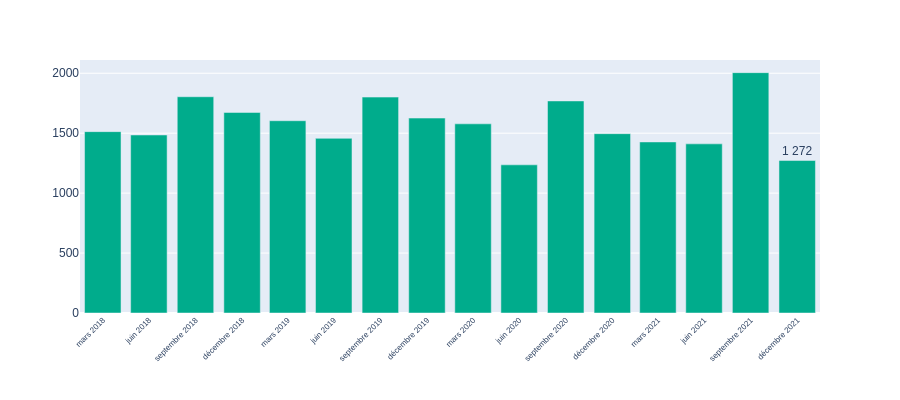 2000
1500
1000
500
0
1 272
mars 2018
juin 2018
septembre 2018
décembre 2018
mars 2019
juin 2019
septembre 2019
décembre 2019
mars 2020
juin 2020
septembre 2020
décembre 2020
mars 2021
juin 2021
septembre 2021
décembre 2021